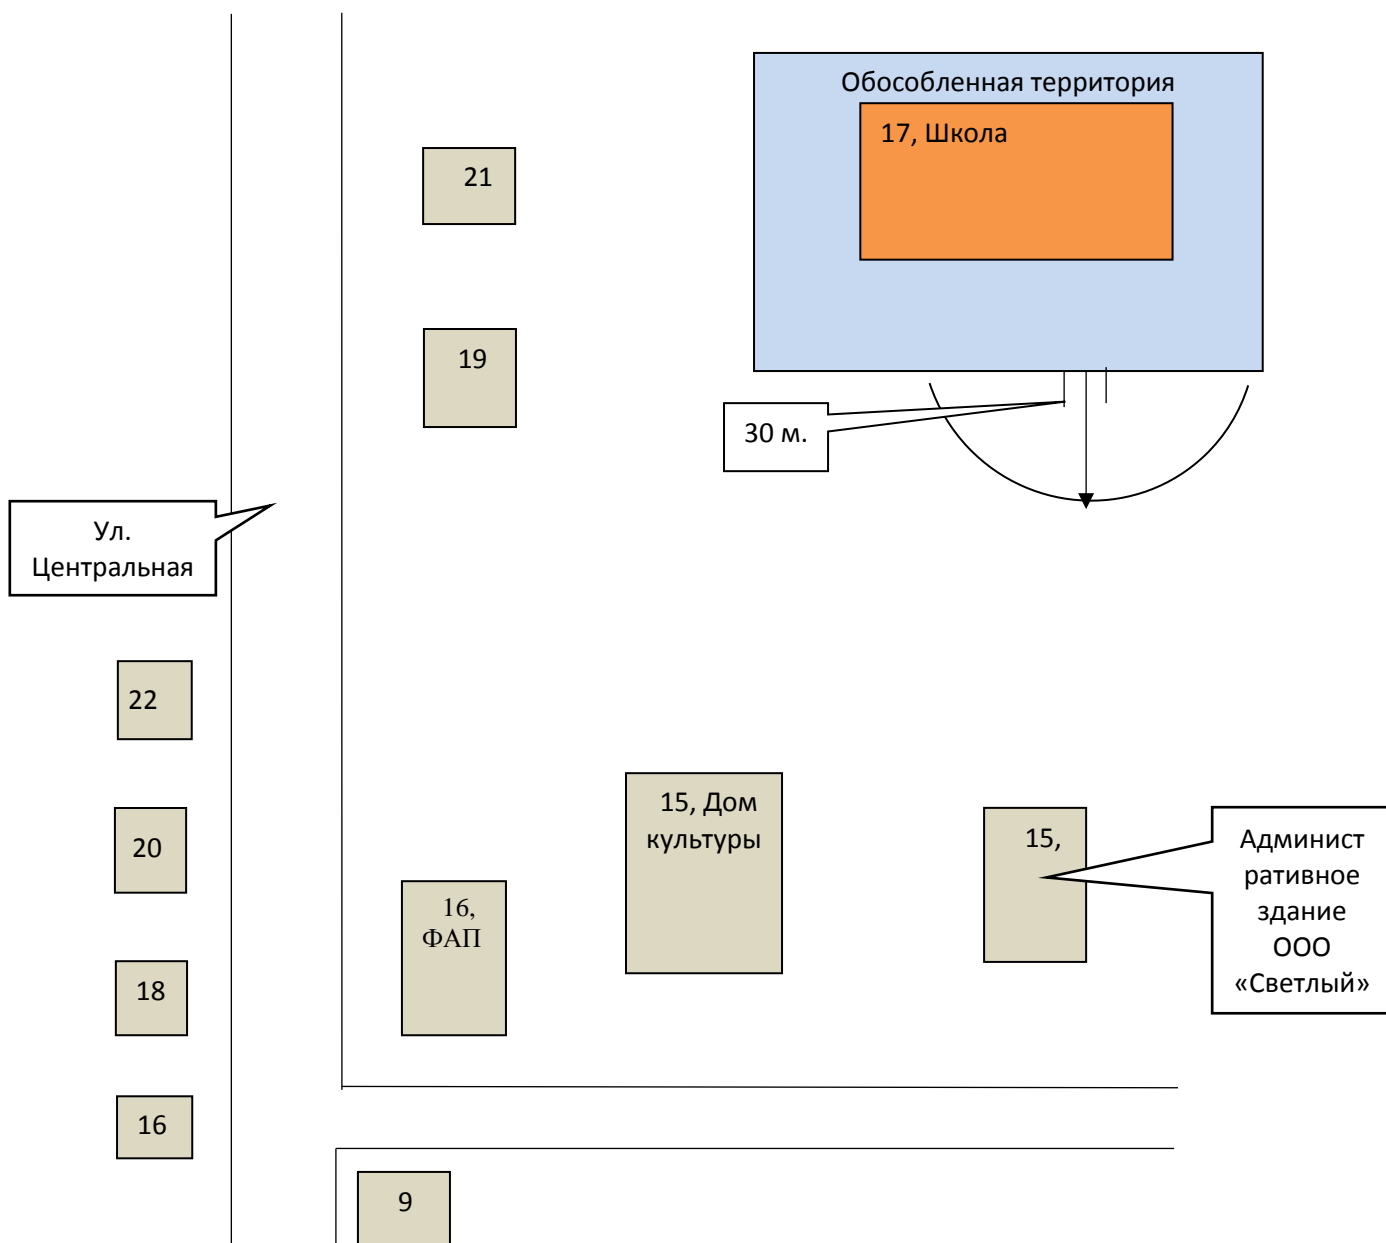 Обособленная территория
17, Школа
21
19
30 м.
Ул.
Центральная
22
15, Дом
культуры
15,
Админист
ративное
здание
ООО
«Светлый»
20
16,
ФАП
18
16
9